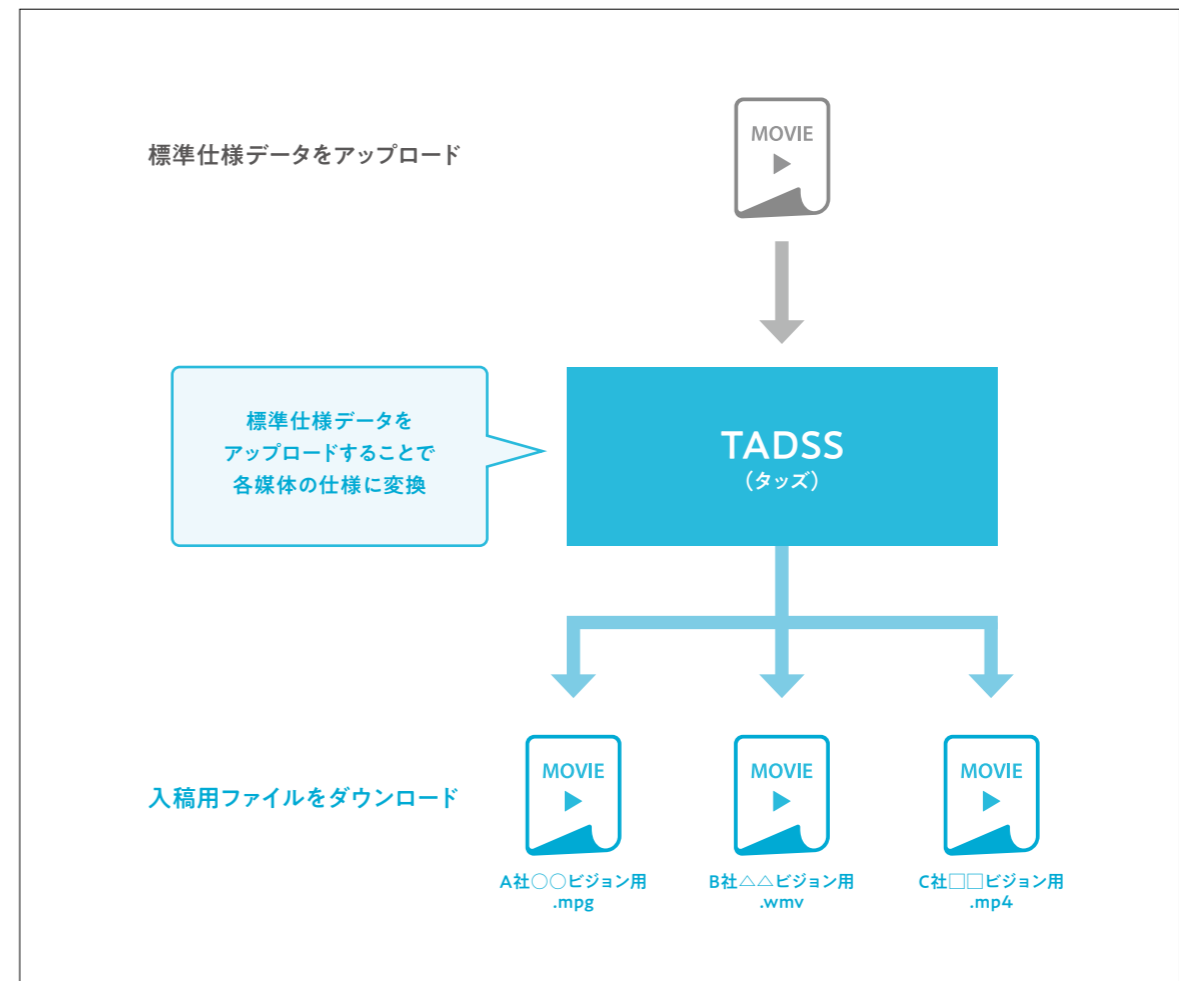 MOVIE
標準仕様データをアップロード
標準仕様データを
アップロードすることで
各媒体の仕様に変換
TADSS
(タッズ)
入稿用ファイルをダウンロード
MOVIE
MOVIE
MOVIE
A社○○ビジョン用
.mpg
B社△△ビジョン用
.wmv
C社□□ビジョン用
.mp4